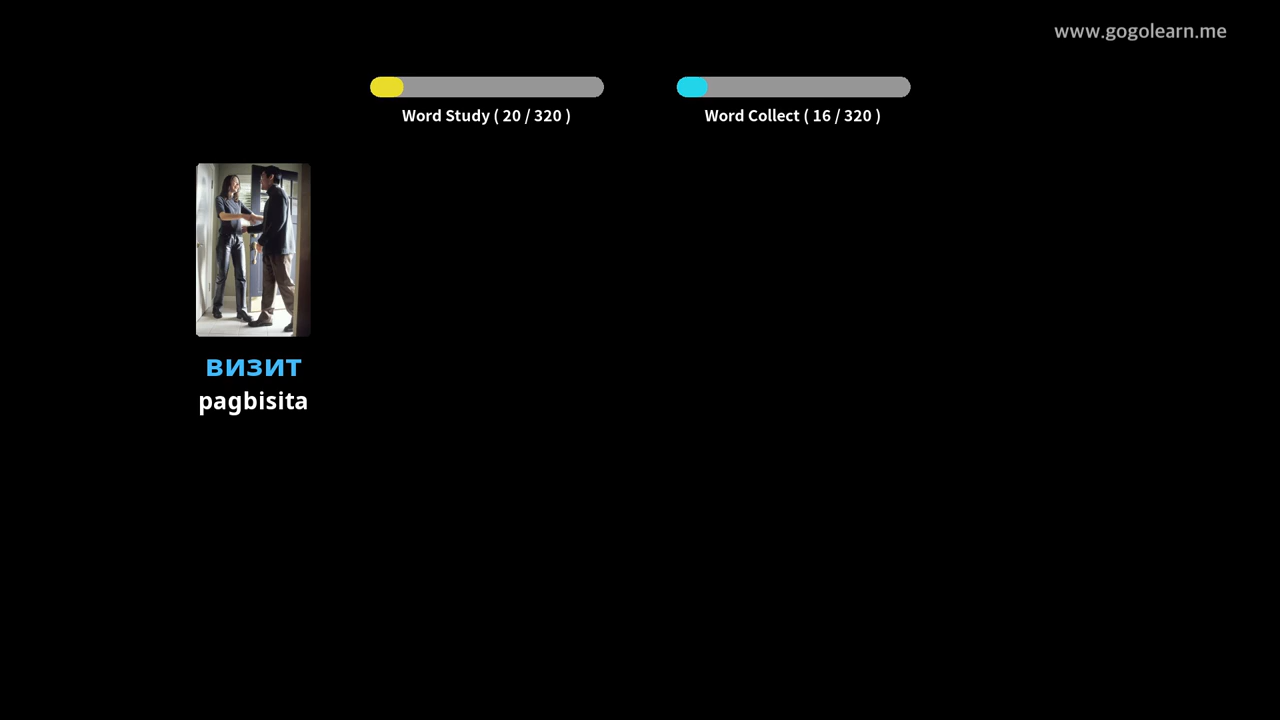 www.gogolearn.me
Word Study ( 20 / 320 )
Word Collect ( 16 / 320 )
визит
pagbisita